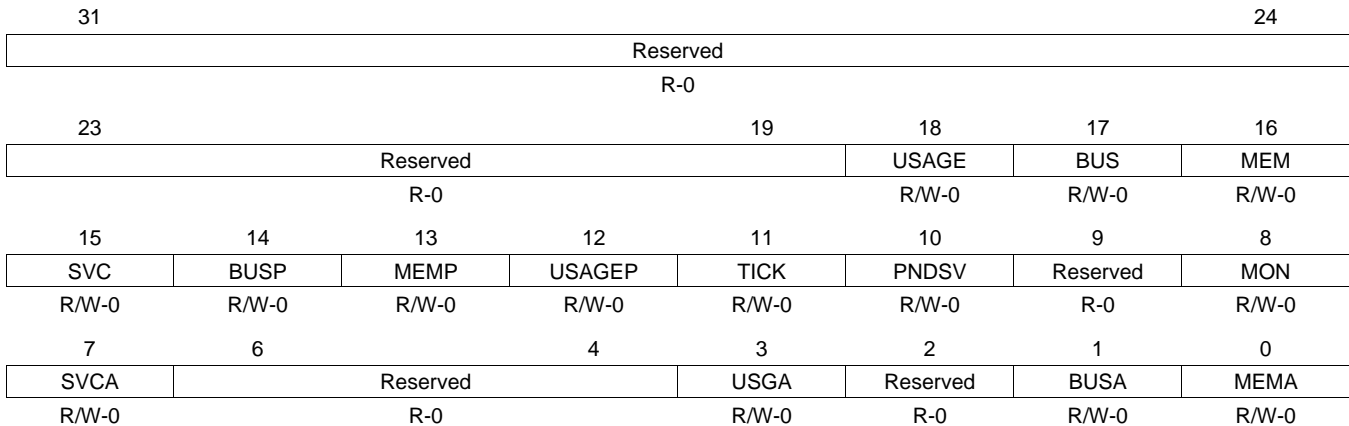 31 24
Reserved
R-0
23 19 18 17 16
Reserved USAGE BUS MEM
R-0 R/W-0 R/W-0 R/W-0
15 14 13 12 11 10 9 8
SVC BUSP MEMP USAGEP TICK PNDSV Reserved MON
R/W-0 R/W-0 R/W-0 R/W-0 R/W-0 R/W-0 R-0 R/W-0
7 6 4 3 2 1 0
SVCA Reserved USGA Reserved BUSA MEMA
R/W-0 R-0 R/W-0 R-0 R/W-0 R/W-0